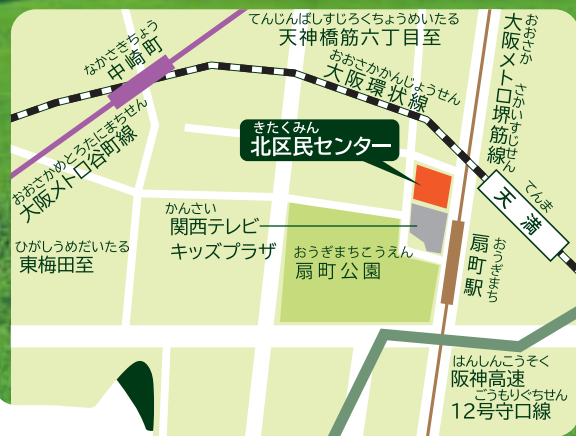 てんじんばしすじろくちょうめいたる
天神橋筋六丁目至
なかざきちょう
中崎町
おおさかかんじょうせん
大阪環状線
おおさか さかいすじせん
大阪メトロ堺筋線
おおさかめとろたにまちせん
大阪メトロ谷町線
きたくみん
北区民センター
てんま
天満
かんさい
関西テレビ
キッズプラザ
ひがしうめだいたる
東梅田至
おうぎまちこうえん
扇町公園
おうぎまち
扇町駅
はんしんこうそく
阪神高速
ごうもりぐちせん
12号守口線